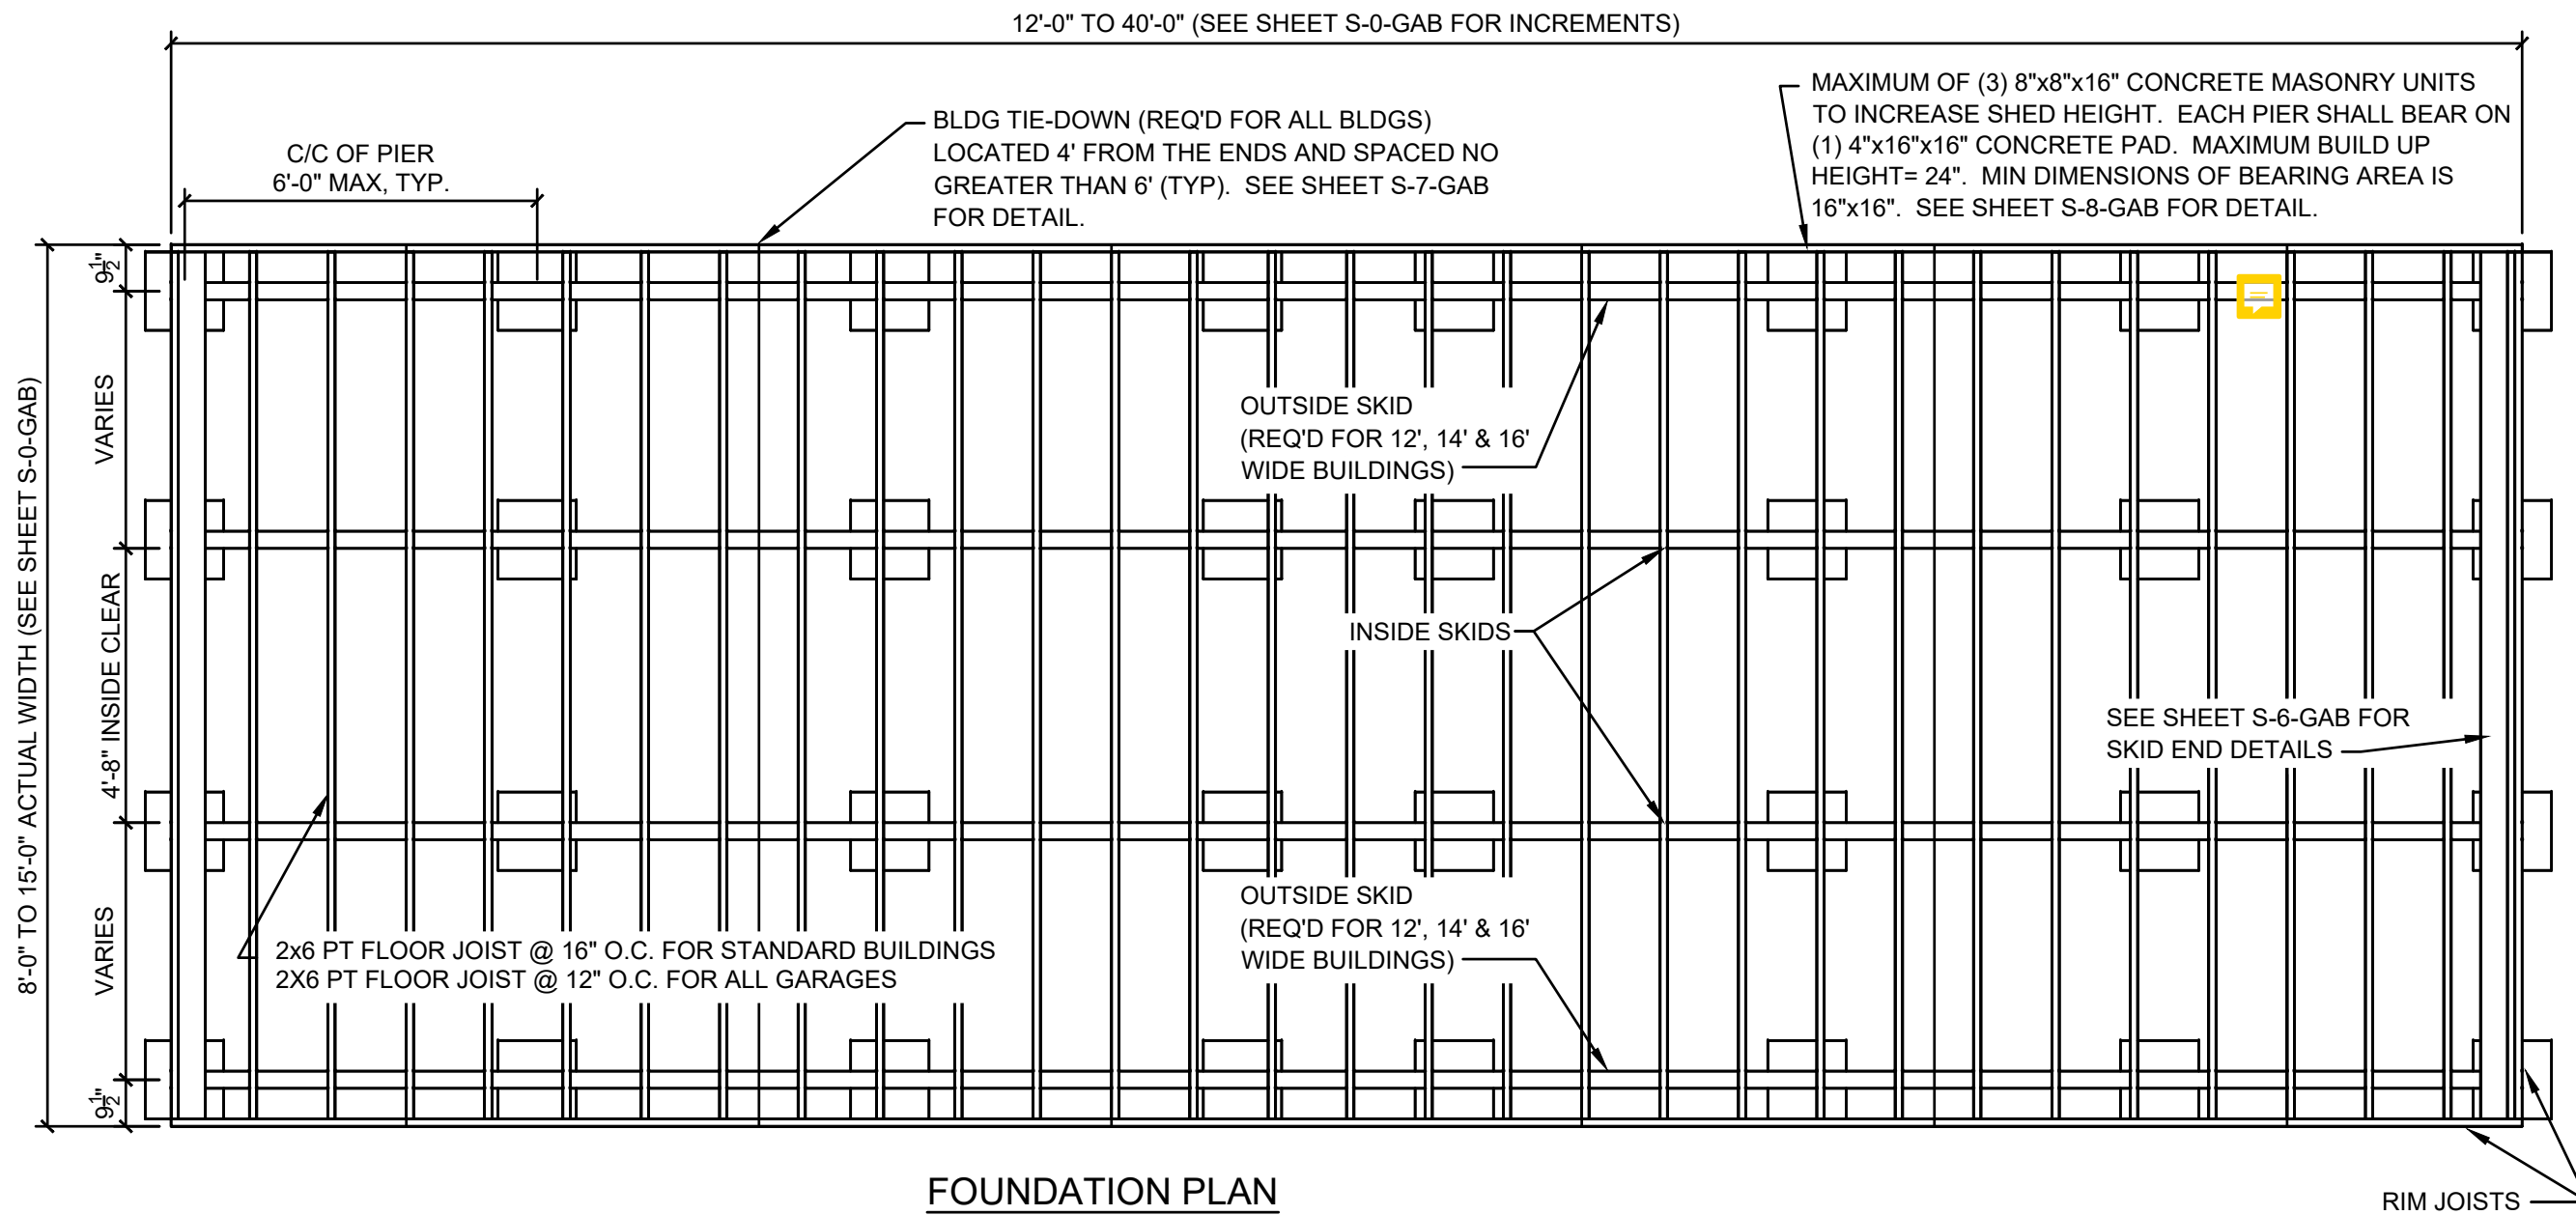 12'-0" TO 40'-0" (SEE SHEET S-0-GAB FOR INCREMENTS)
C/C OF PIER
6'-0" MAX, TYP.
BLDG TIE-DOWN (REQ'D FOR ALL BLDGS)
LOCATED 4' FROM THE ENDS AND SPACED NO
GREATER THAN 6' (TYP). SEE SHEET S-7-GAB
FOR DETAIL.
MAXIMUM OF (3) 8"x8"x16" CONCRETE MASONRY UNITS
TO INCREASE SHED HEIGHT. EACH PIER SHALL BEAR ON
(1) 4"x16"x16" CONCRETE PAD. MAXIMUM BUILD UP
HEIGHT= 24". MIN DIMENSIONS OF BEARING AREA IS
16"x16". SEE SHEET S-8-GAB FOR DETAIL.
8'-0" TO 15'-0" ACTUAL WIDTH (SEE SHEET S-0-GAB)
9 1/2"
VARIES
4'-8" INSIDE CLEAR
VARIES
9 1/2"
OUTSIDE SKID
(REQ'D FOR 12', 14' & 16'
WIDE BUILDINGS)
INSIDE SKIDS
SEE SHEET S-6-GAB FOR
SKID END DETAILS
OUTSIDE SKID
(REQ'D FOR 12', 14' & 16'
WIDE BUILDINGS)
2x6 PT FLOOR JOIST @ 16" O.C. FOR STANDARD BUILDINGS
2X6 PT FLOOR JOIST @ 12" O.C. FOR ALL GARAGES
FOUNDATION PLAN
RIM JOISTS